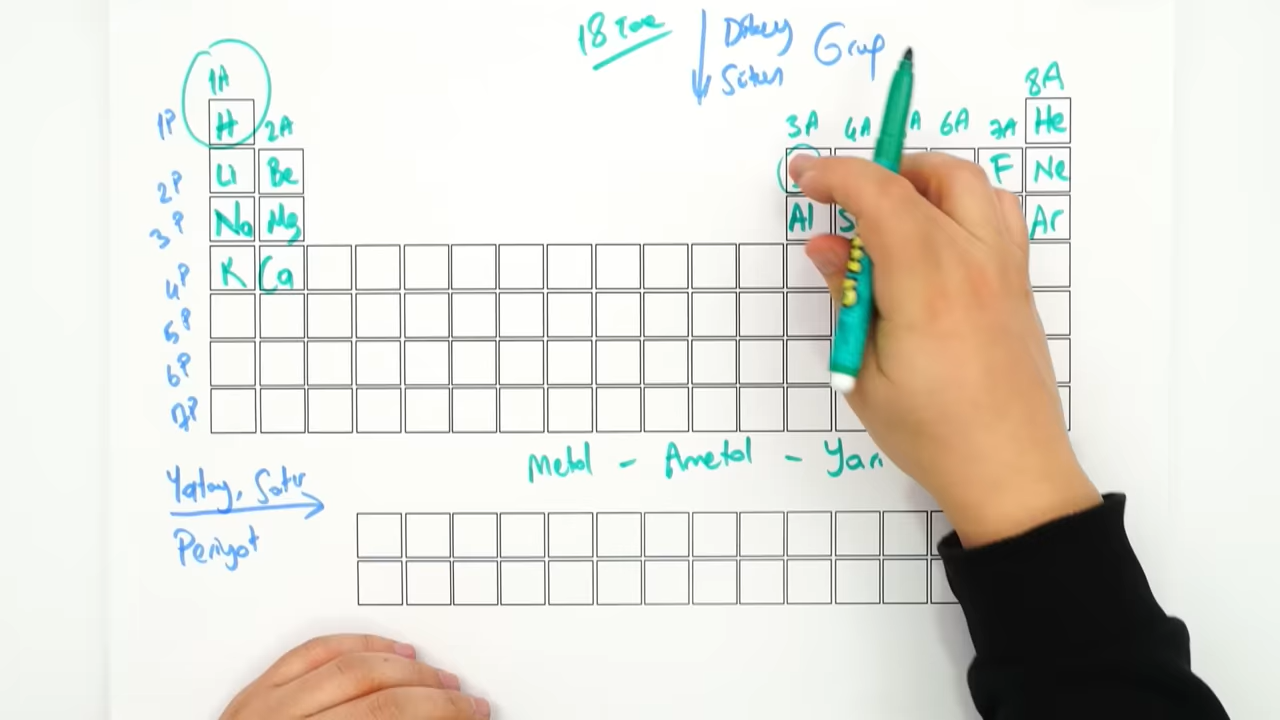 18 Tane
Dikey Grup
Sütun
1A 8A
1P H 2A 3A 4A A 6A 7A He
2P Li Be F Ne
3P Na Mg Al S Ar
4P K Ca
5P
6P
7P
Metal - Ametal - Yarı
Yatay, Satır
Periyot